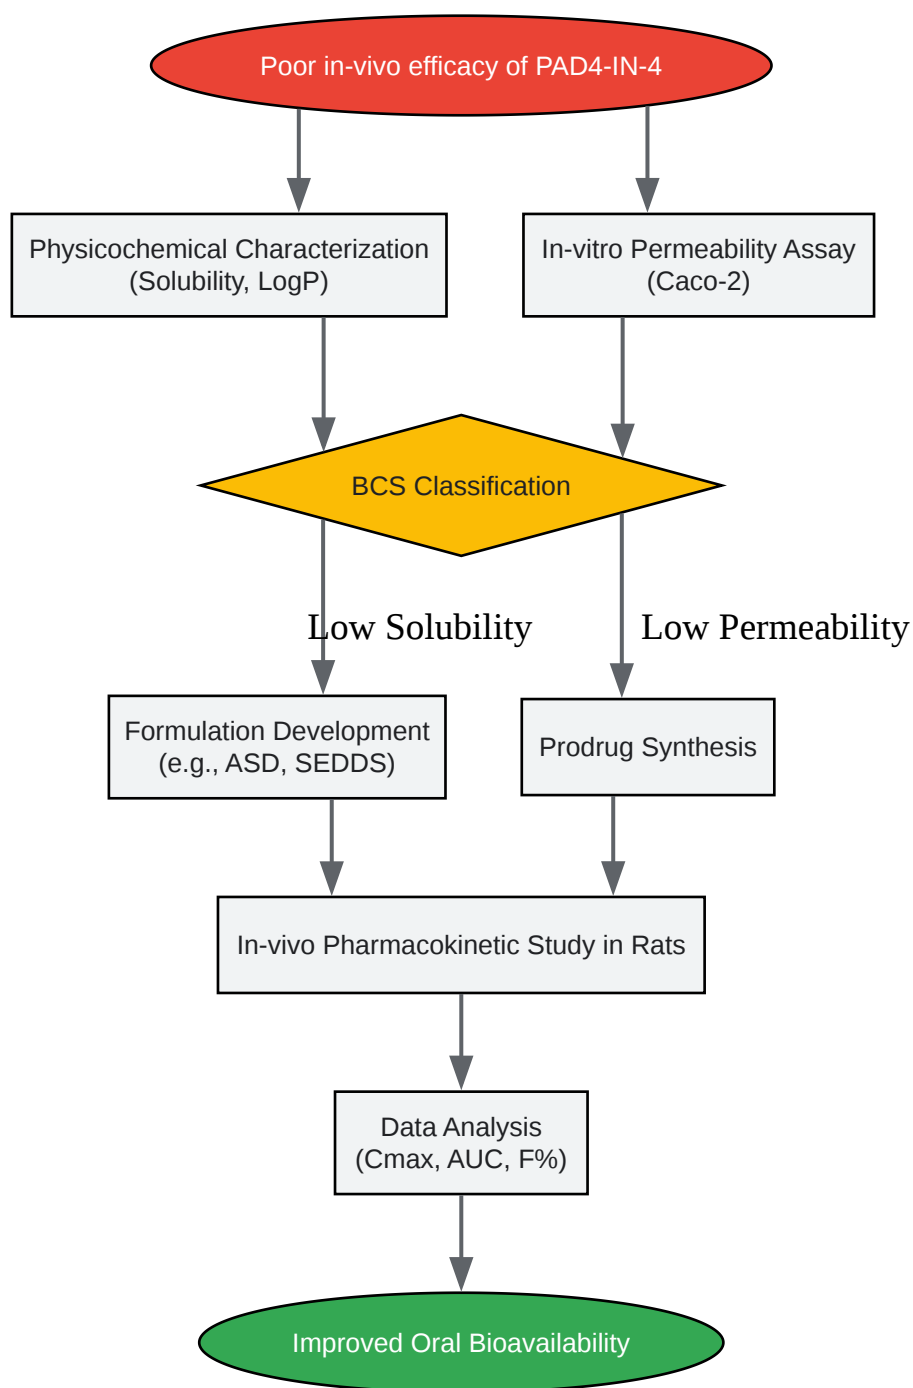 Poor in-vivo efficacy of PAD4-IN-4
Physicochemical Characterization
(Solubility, LogP)
In-vitro Permeability Assay
(Caco-2)
BCS Classification
Low Solubility
Low Permeability
Formulation Development
(e.g., ASD, SEDDS)
Prodrug Synthesis
In-vivo Pharmacokinetic Study in Rats
Data Analysis
(Cmax, AUC, F%)
Improved Oral Bioavailability